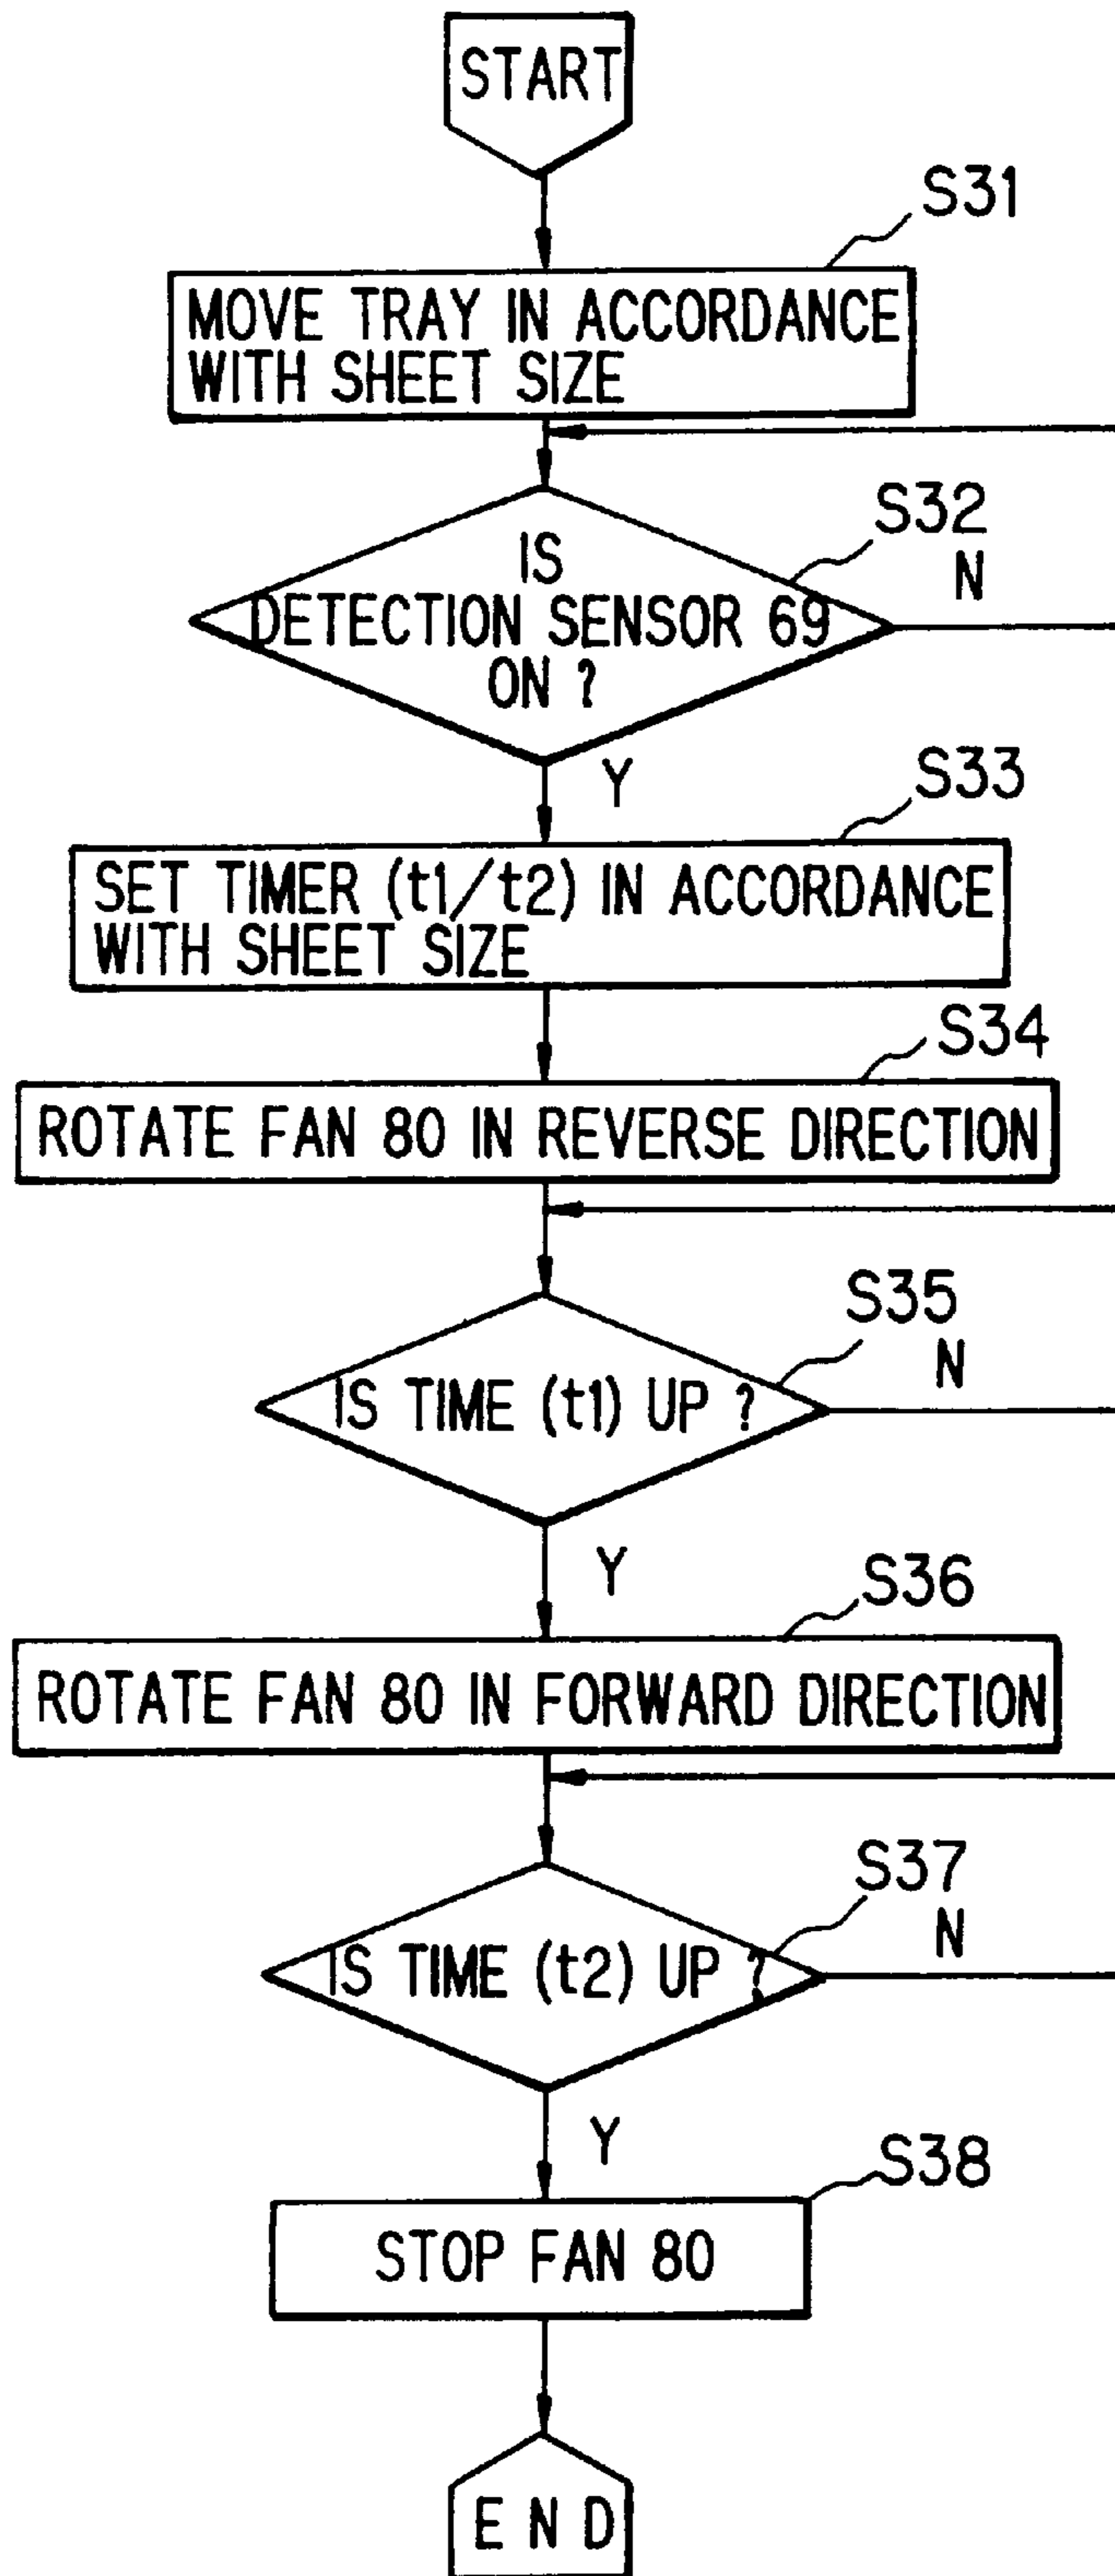 START
S31
MOVE TRAY IN ACCORDANCE
WITH SHEET SIZE
S32
N
IS
DETECTION SENSOR 69
ON ?
Y
S33
SET TIMER (t1/t2) IN ACCORDANCE
WITH SHEET SIZE
S34
ROTATE FAN 80 IN REVERSE DIRECTION
S35
N
IS TIME (t1) UP ?
Y
S36
ROTATE FAN 80 IN FORWARD DIRECTION
S37
N
IS TIME (t2) UP ?
Y
S38
STOP FAN 80
END